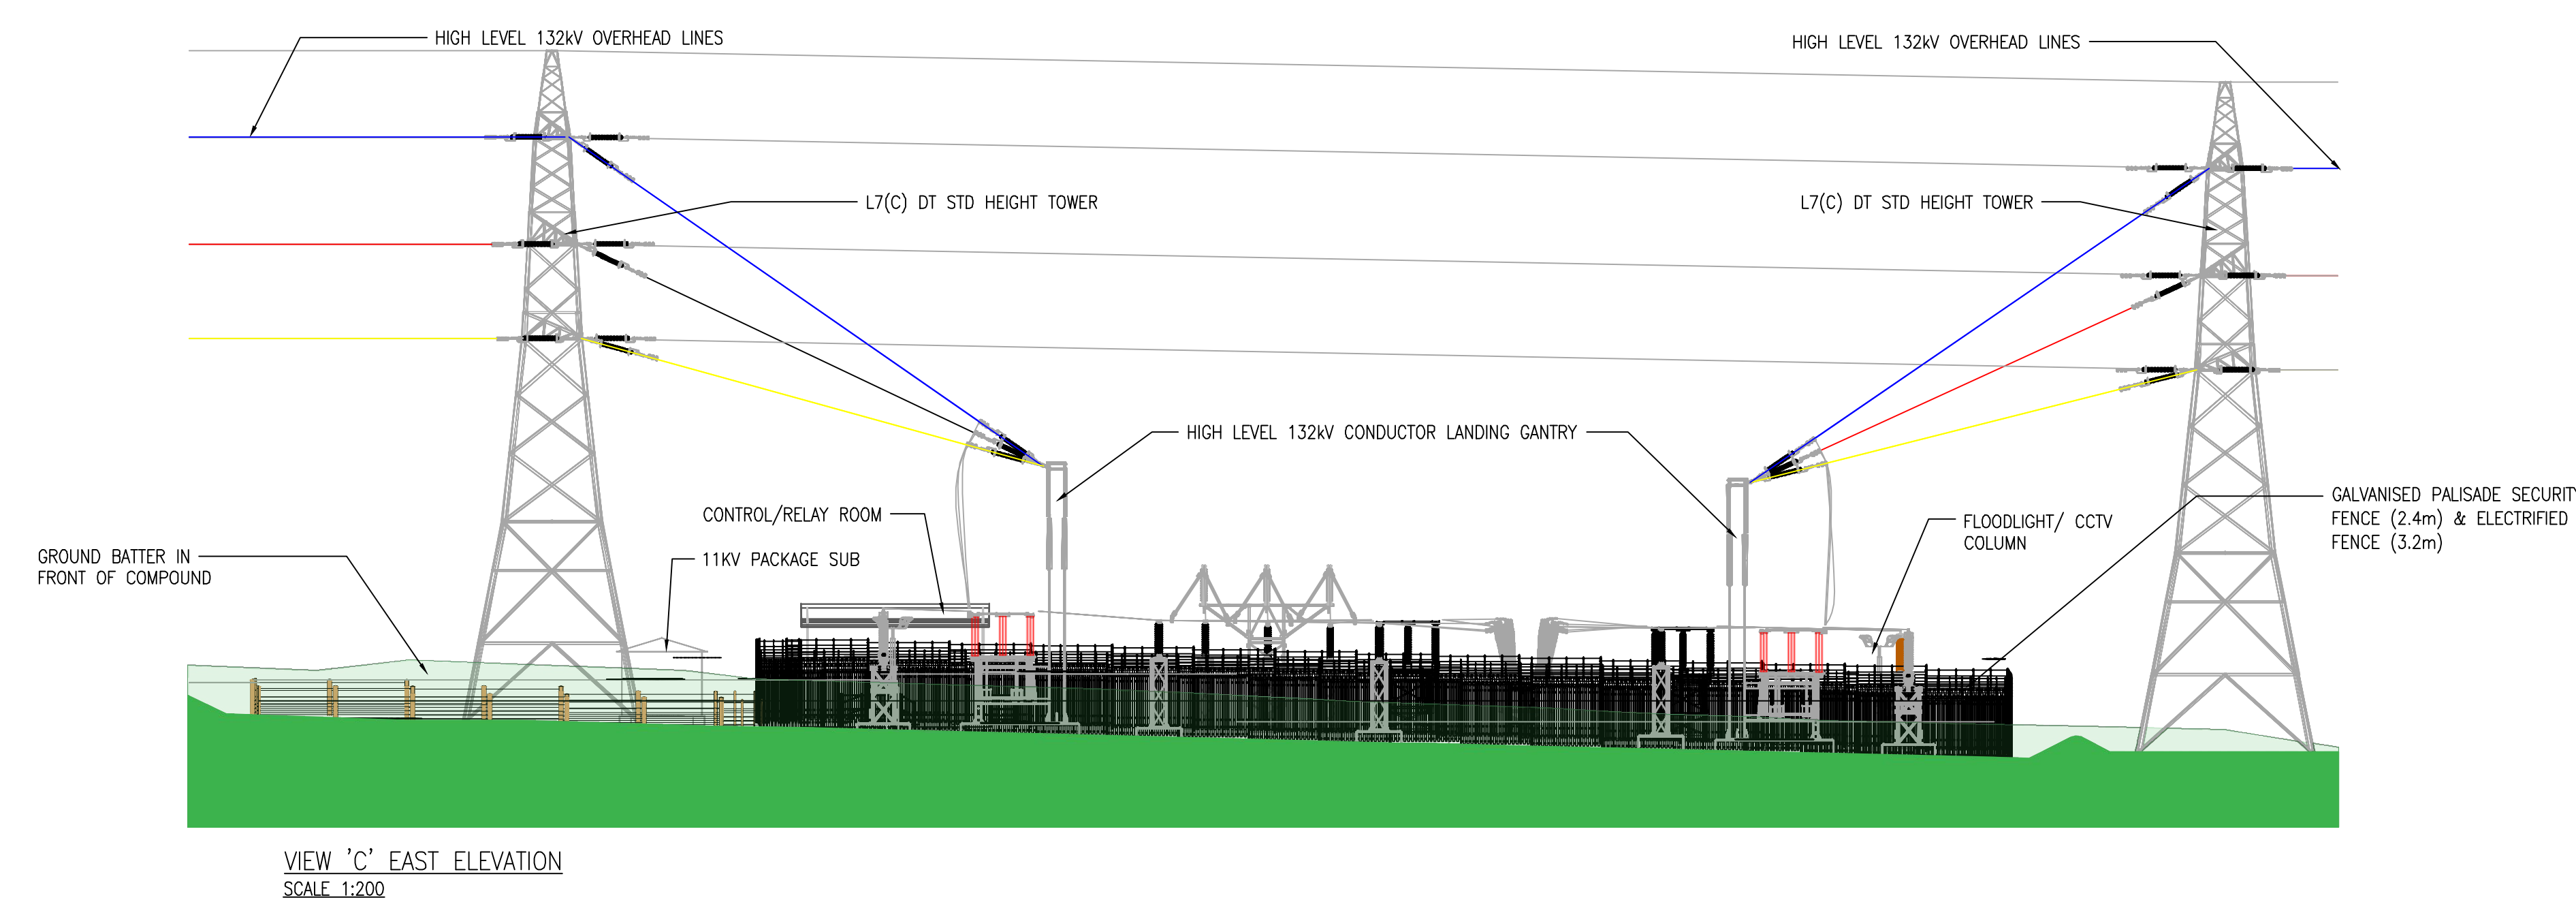 HIGH LEVEL 132kV OVERHEAD LINES
HIGH LEVEL 132kV OVERHEAD LINES
L7(C) DT STD HEIGHT TOWER
L7(C) DT STD HEIGHT TOWER
HIGH LEVEL 132kV CONDUCTOR LANDING GANTRY
CONTROL/RELAY ROOM
11KV PACKAGE SUB
GROUND BATTER IN
FRONT OF COMPOUND
FLOODLIGHT/ CCTV
COLUMN
GALVANISED PALISADE SECURITY
FENCE (2.4m) & ELECTRIFIED
FENCE (3.2m)
VIEW 'C' EAST ELEVATION
SCALE 1:200